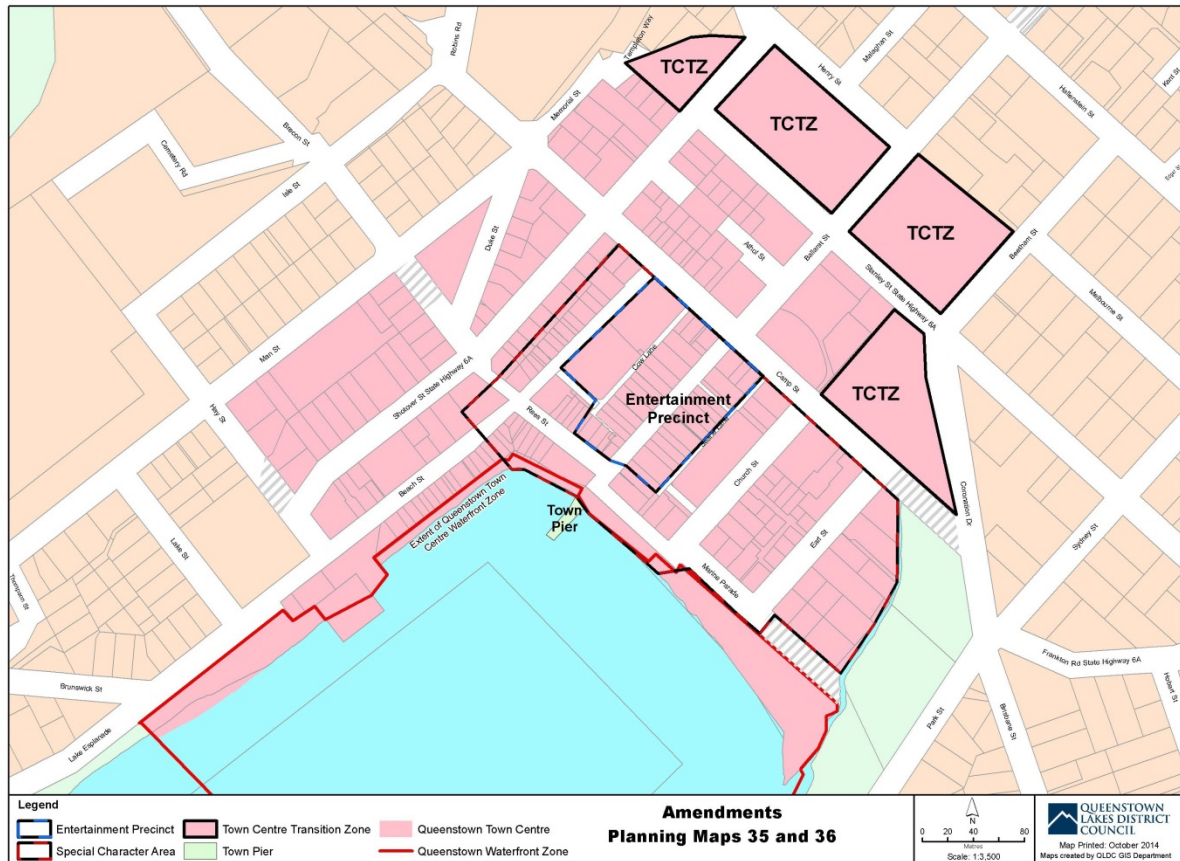 Robins Rd
Templeton Way
Malaghan St
Kent St
Henry St
Hallenstein St
TCTZ
Memorial St
TCTZ
Brecon St
Cemetery Rd
Isle St
Duke St
Athol St
Ballarat St
TCTZ
Beetham St
Stanley St State Highway 6A
Melbourne St
Man St
Shotover St State Highway 6A
Cow Lane
Camp St
TCTZ
Entertainment
Precinct
Hay St
Rees St
Beach St
Church St
Extent of Queenstown Town
Centre Waterfront Zone
Town
Pier
Earl St
Coronation Dr
Sydney St
Lake St
Thompson St
Marine Parade
Brunswick St
Lake Esplanade
Frankton Rd State Highway 6A
Hobart St
Park St
Brisbane St
Legend
Entertainment Precinct
Town Centre Transition Zone
Queenstown Town Centre
Special Character Area
Town Pier
Queenstown Waterfront Zone
Amendments
Planning Maps 35 and 36
N
0 20 40 80
Metres
Scale: 1:3,500
QUEENSTOWN
LAKES DISTRICT
COUNCIL
Map Printed: October 2014
Maps created by QLDC GIS Department